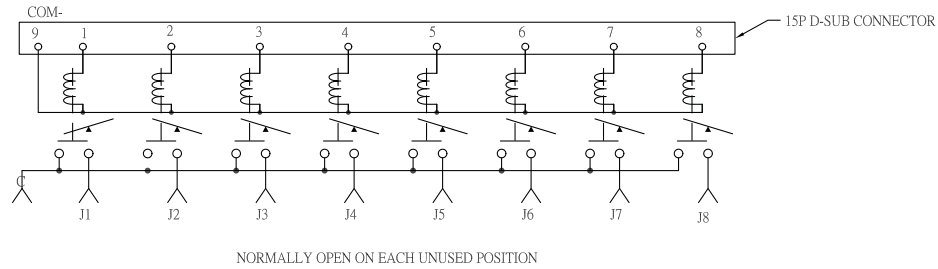 COM-
15P D-SUB CONNECTOR
9 1 2 3 4 5 6 7 8
C
J1 J2 J3 J4 J5 J6 J7 J8
NORMALLY OPEN ON EACH UNUSED POSITION